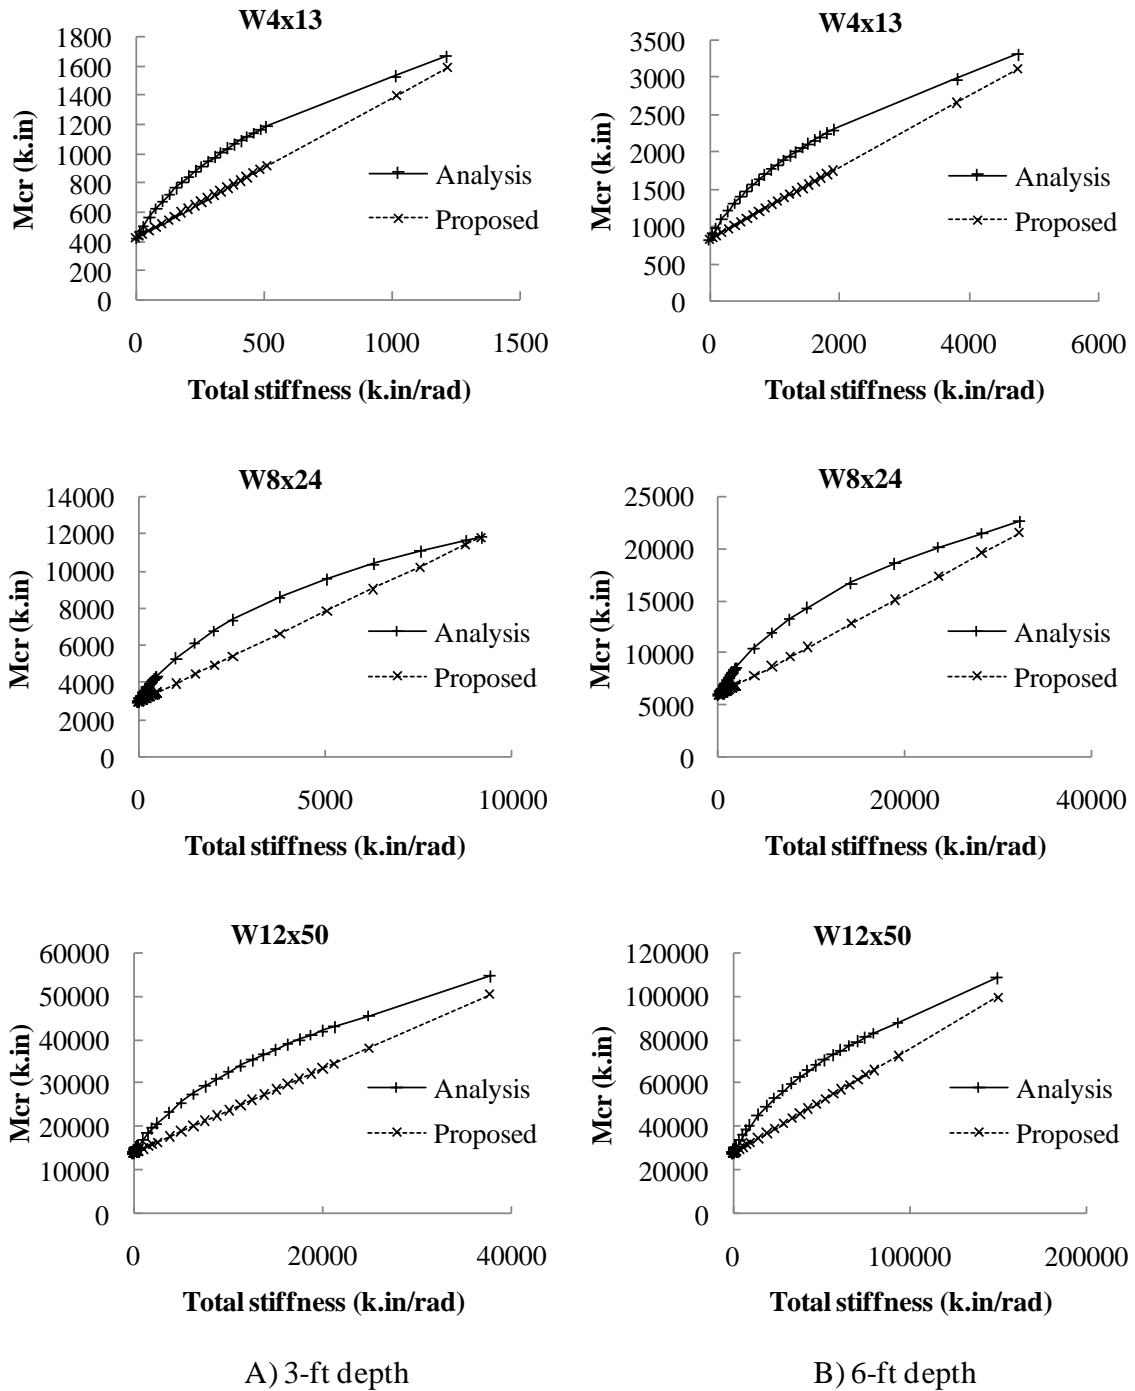 W4x13
1800
1600
1400
1200
1000
800
600
400
200
0
Mcr (k.in)
Analysis
Proposed
0 500 1000 1500
Total stiffness (k.in/rad)
W4x13
3500
3000
2500
2000
1500
1000
500
0
Mcr (k.in)
Analysis
Proposed
0 2000 4000 6000
Total stiffness (k.in/rad)
W8x24
14000
12000
10000
8000
6000
4000
2000
0
Mcr (k.in)
Analysis
Proposed
0 5000 10000
Total stiffness (k.in/rad)
W8x24
25000
20000
15000
10000
5000
0
Mcr (k.in)
Analysis
Proposed
0 20000 40000
Total stiffness (k.in/rad)
W12x50
60000
50000
40000
30000
20000
10000
0
Mcr (k.in)
Analysis
Proposed
0 20000 40000
Total stiffness (k.in/rad)
W12x50
120000
100000
80000
60000
40000
20000
0
Mcr (k.in)
Analysis
Proposed
0 100000 200000
Total stiffness (k.in/rad)
A) 3-ft depth
B) 6-ft depth